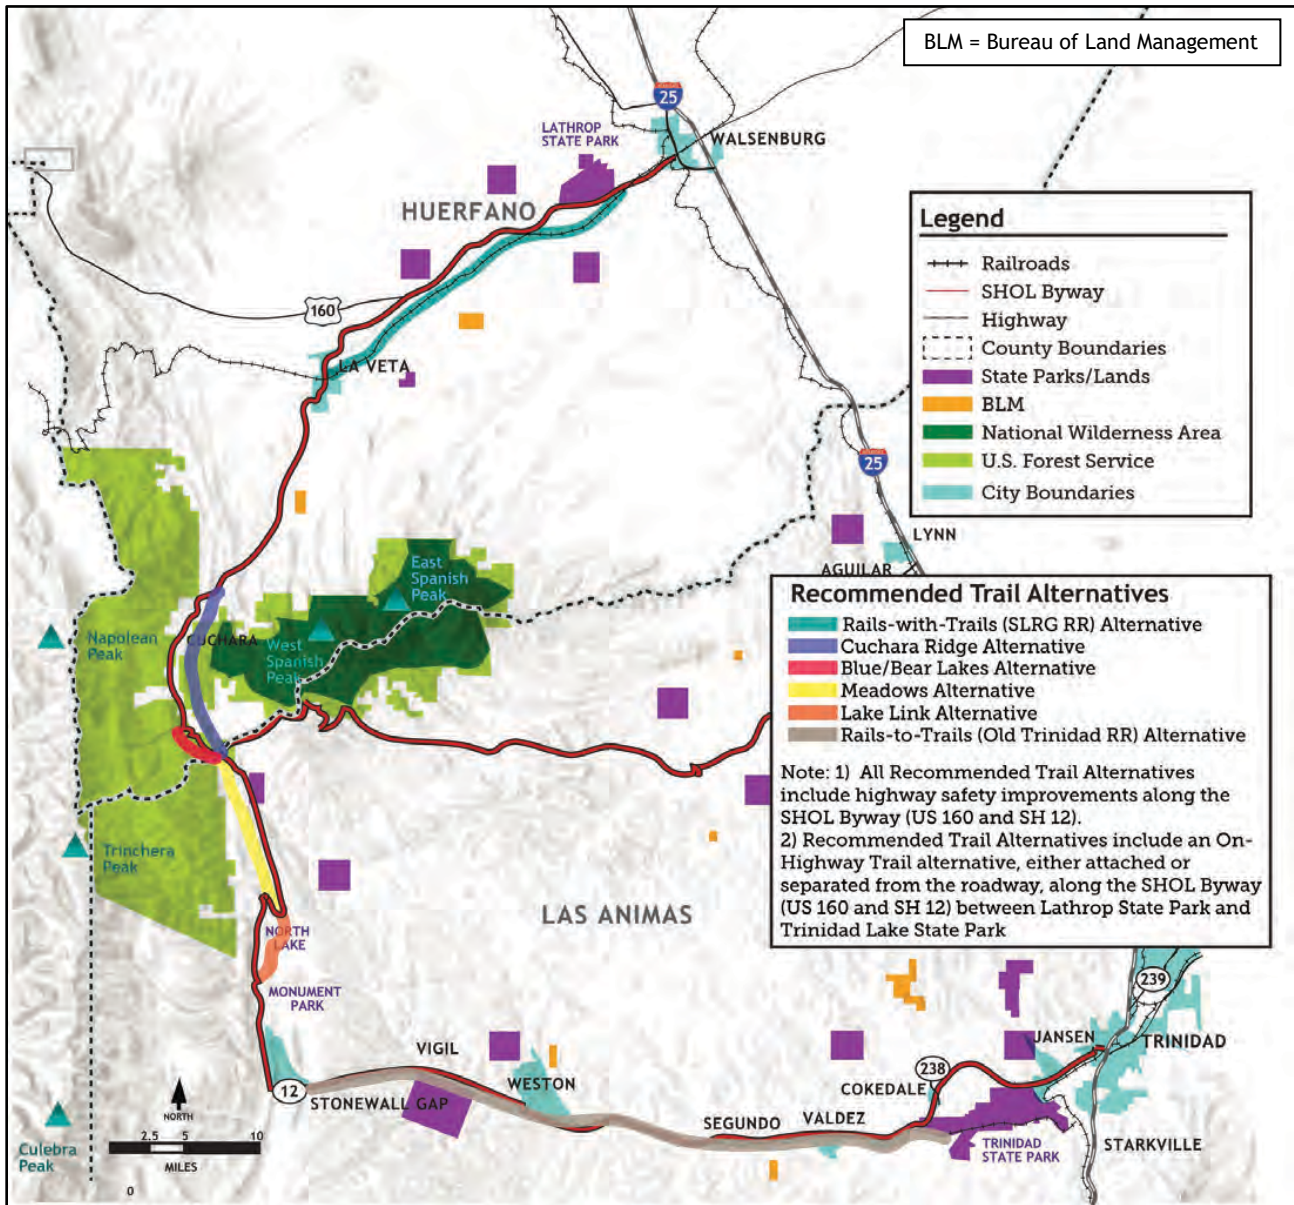 BLM = Bureau of Land Management
25
LATHROP
STATE PARK
WALSENBURG
HUERFANO
160
LA VETA
Legend
Railroads
SHOL Byway
Highway
County Boundaries
State Parks/Lands
BLM
National Wilderness Area
U.S. Forest Service
City Boundaries
25
LYNN
AGUILAR
East
Spanish
Peak
Napolean
Peak
CUCHARA
West
Spanish
Peak
Recommended Trail Alternatives
Rails-with-Trails (SLRG RR) Alternative
Cuchara Ridge Alternative
Blue/Bear Lakes Alternative
Meadows Alternative
Lake Link Alternative
Rails-to-Trails (Old Trinidad RR) Alternative
Note: 1) All Recommended Trail Alternatives
include highway safety improvements along the
SHOL Byway (US 160 and SH 12).
2) Recommended Trail Alternatives include an On-
Highway Trail alternative, either attached or
separated from the roadway, along the SHOL Byway
(US 160 and SH 12) between Lathrop State Park and
Trinidad Lake State Park
Trinchera
Peak
LAS ANIMAS
NORTH
LAKE
MONUMENT
PARK
239
JANSEN
TRINIDAD
VIGIL
WESTON
238
COKEDALE
12
STONEWALL GAP
SEGUNDO
VALDEZ
TRINIDAD
STATE PARK
STARKVILLE
Culebra
Peak
NORTH
2.5
5
10
MILES
0